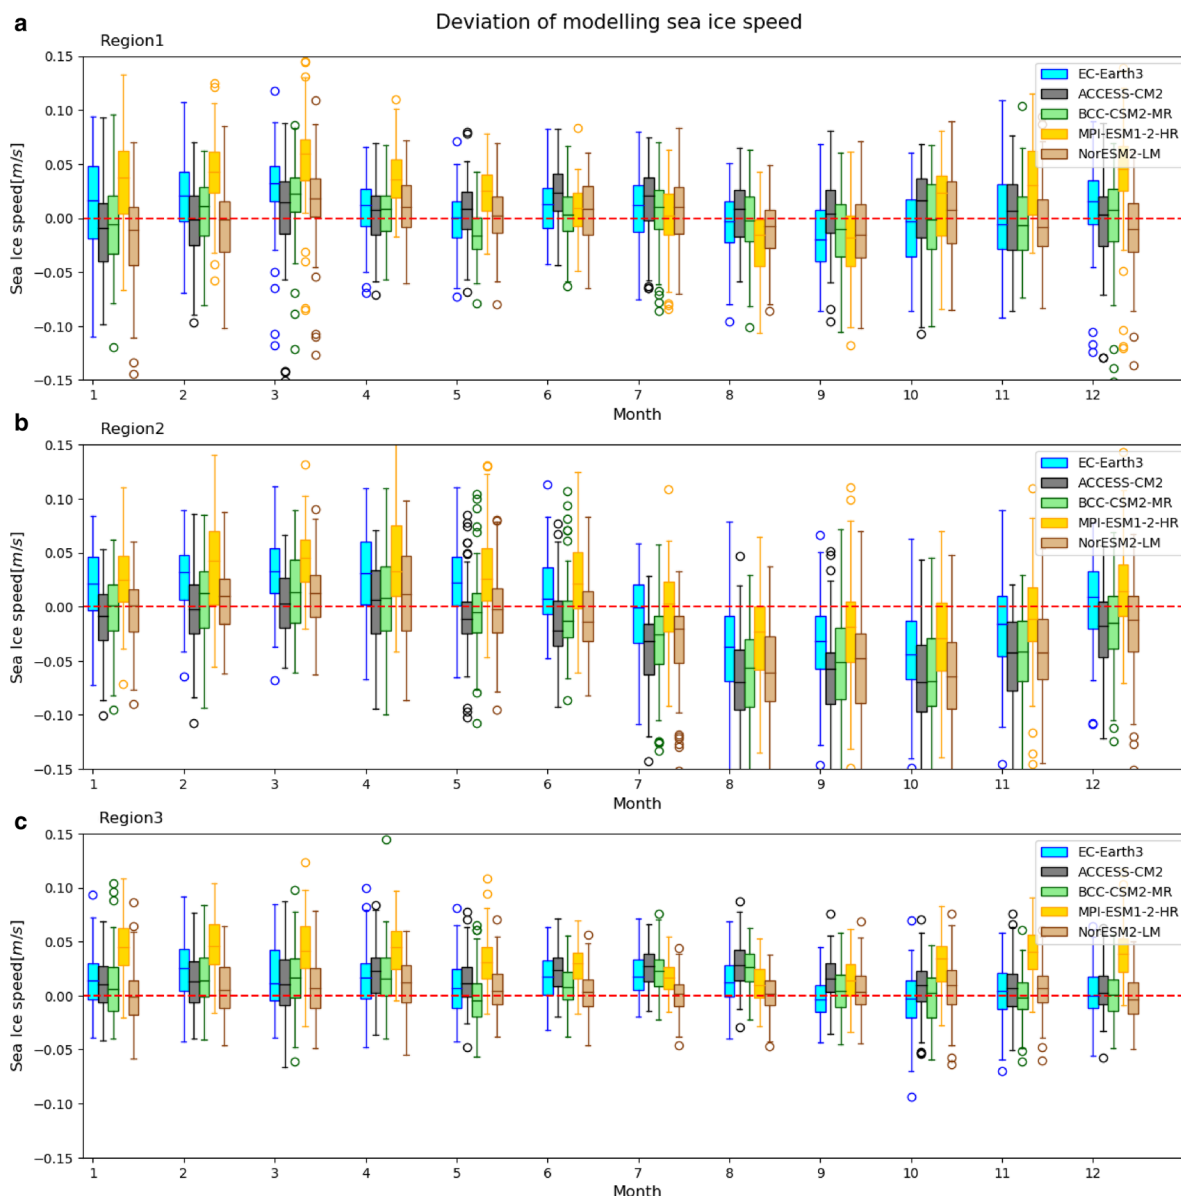 a
Deviation of modelling sea ice speed
Region1
Sea Ice speed[m/s]
0.15
0.10
0.05
0.00
−0.05
−0.10
−0.15
EC-Earth3
ACCESS-CM2
BCC-CSM2-MR
MPI-ESM1-2-HR
NorESM2-LM
1 2 3 4 5 6 7 8 9 10 11 12
Month
b
Region2
Sea Ice speed[m/s]
0.15
0.10
0.05
0.00
−0.05
−0.10
−0.15
EC-Earth3
ACCESS-CM2
BCC-CSM2-MR
MPI-ESM1-2-HR
NorESM2-LM
1 2 3 4 5 6 7 8 9 10 11 12
Month
c
Region3
Sea Ice speed[m/s]
0.15
0.10
0.05
0.00
−0.05
−0.10
−0.15
EC-Earth3
ACCESS-CM2
BCC-CSM2-MR
MPI-ESM1-2-HR
NorESM2-LM
1 2 3 4 5 6 7 8 9 10 11 12
Month